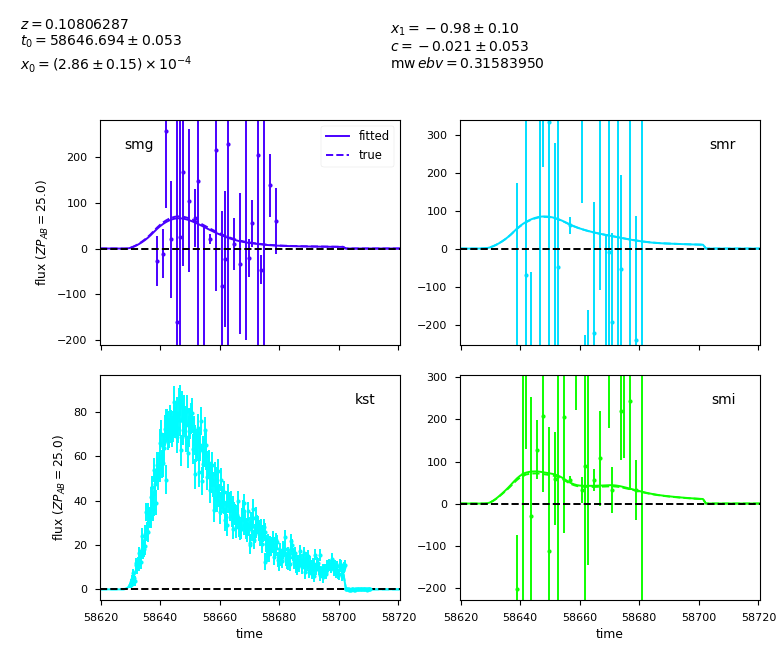 z = 0.10806287
t₀ = 58646.694 ± 0.053
x₀ = (2.86 ± 0.15) × 10⁻⁴
x₁ = −0.98 ± 0.10
c = −0.021 ± 0.053
mw ebv = 0.31583950
smg
fitted
true
200
100
0
−100
−200
flux (ZP_AB = 25.0)
smr
300
200
100
0
−100
−200
kst
80
60
40
20
0
flux (ZP_AB = 25.0)
58620 58640 58660 58680 58700 58720
time
smi
300
200
100
0
−100
−200
58620 58640 58660 58680 58700 58720
time